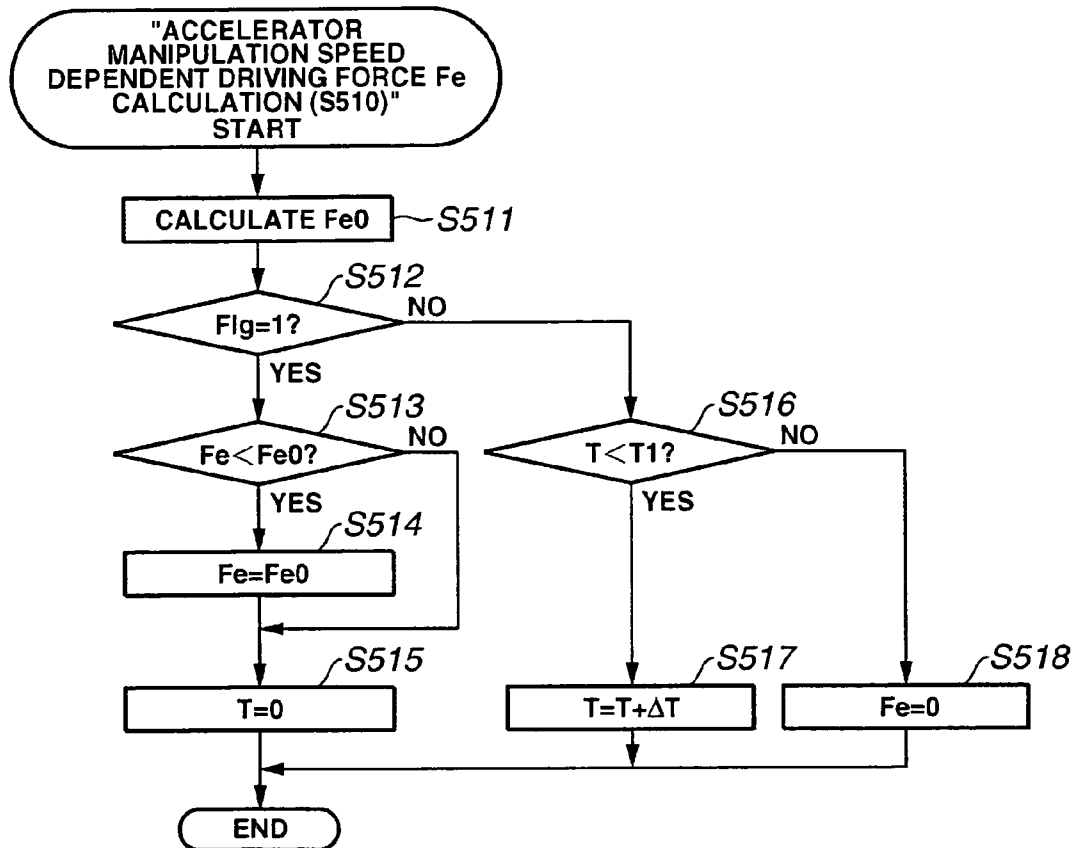 "ACCELERATOR
MANIPULATION SPEED
DEPENDENT DRIVING FORCE Fe
CALCULATION (S510)"
START
CALCULATE Fe0
S511
S512
Flg=1?
NO
YES
S513
Fe<Fe0?
NO
YES
S514
Fe=Fe0
S515
T=0
S516
T<T1?
NO
YES
S517
T=T+ΔT
S518
Fe=0
END